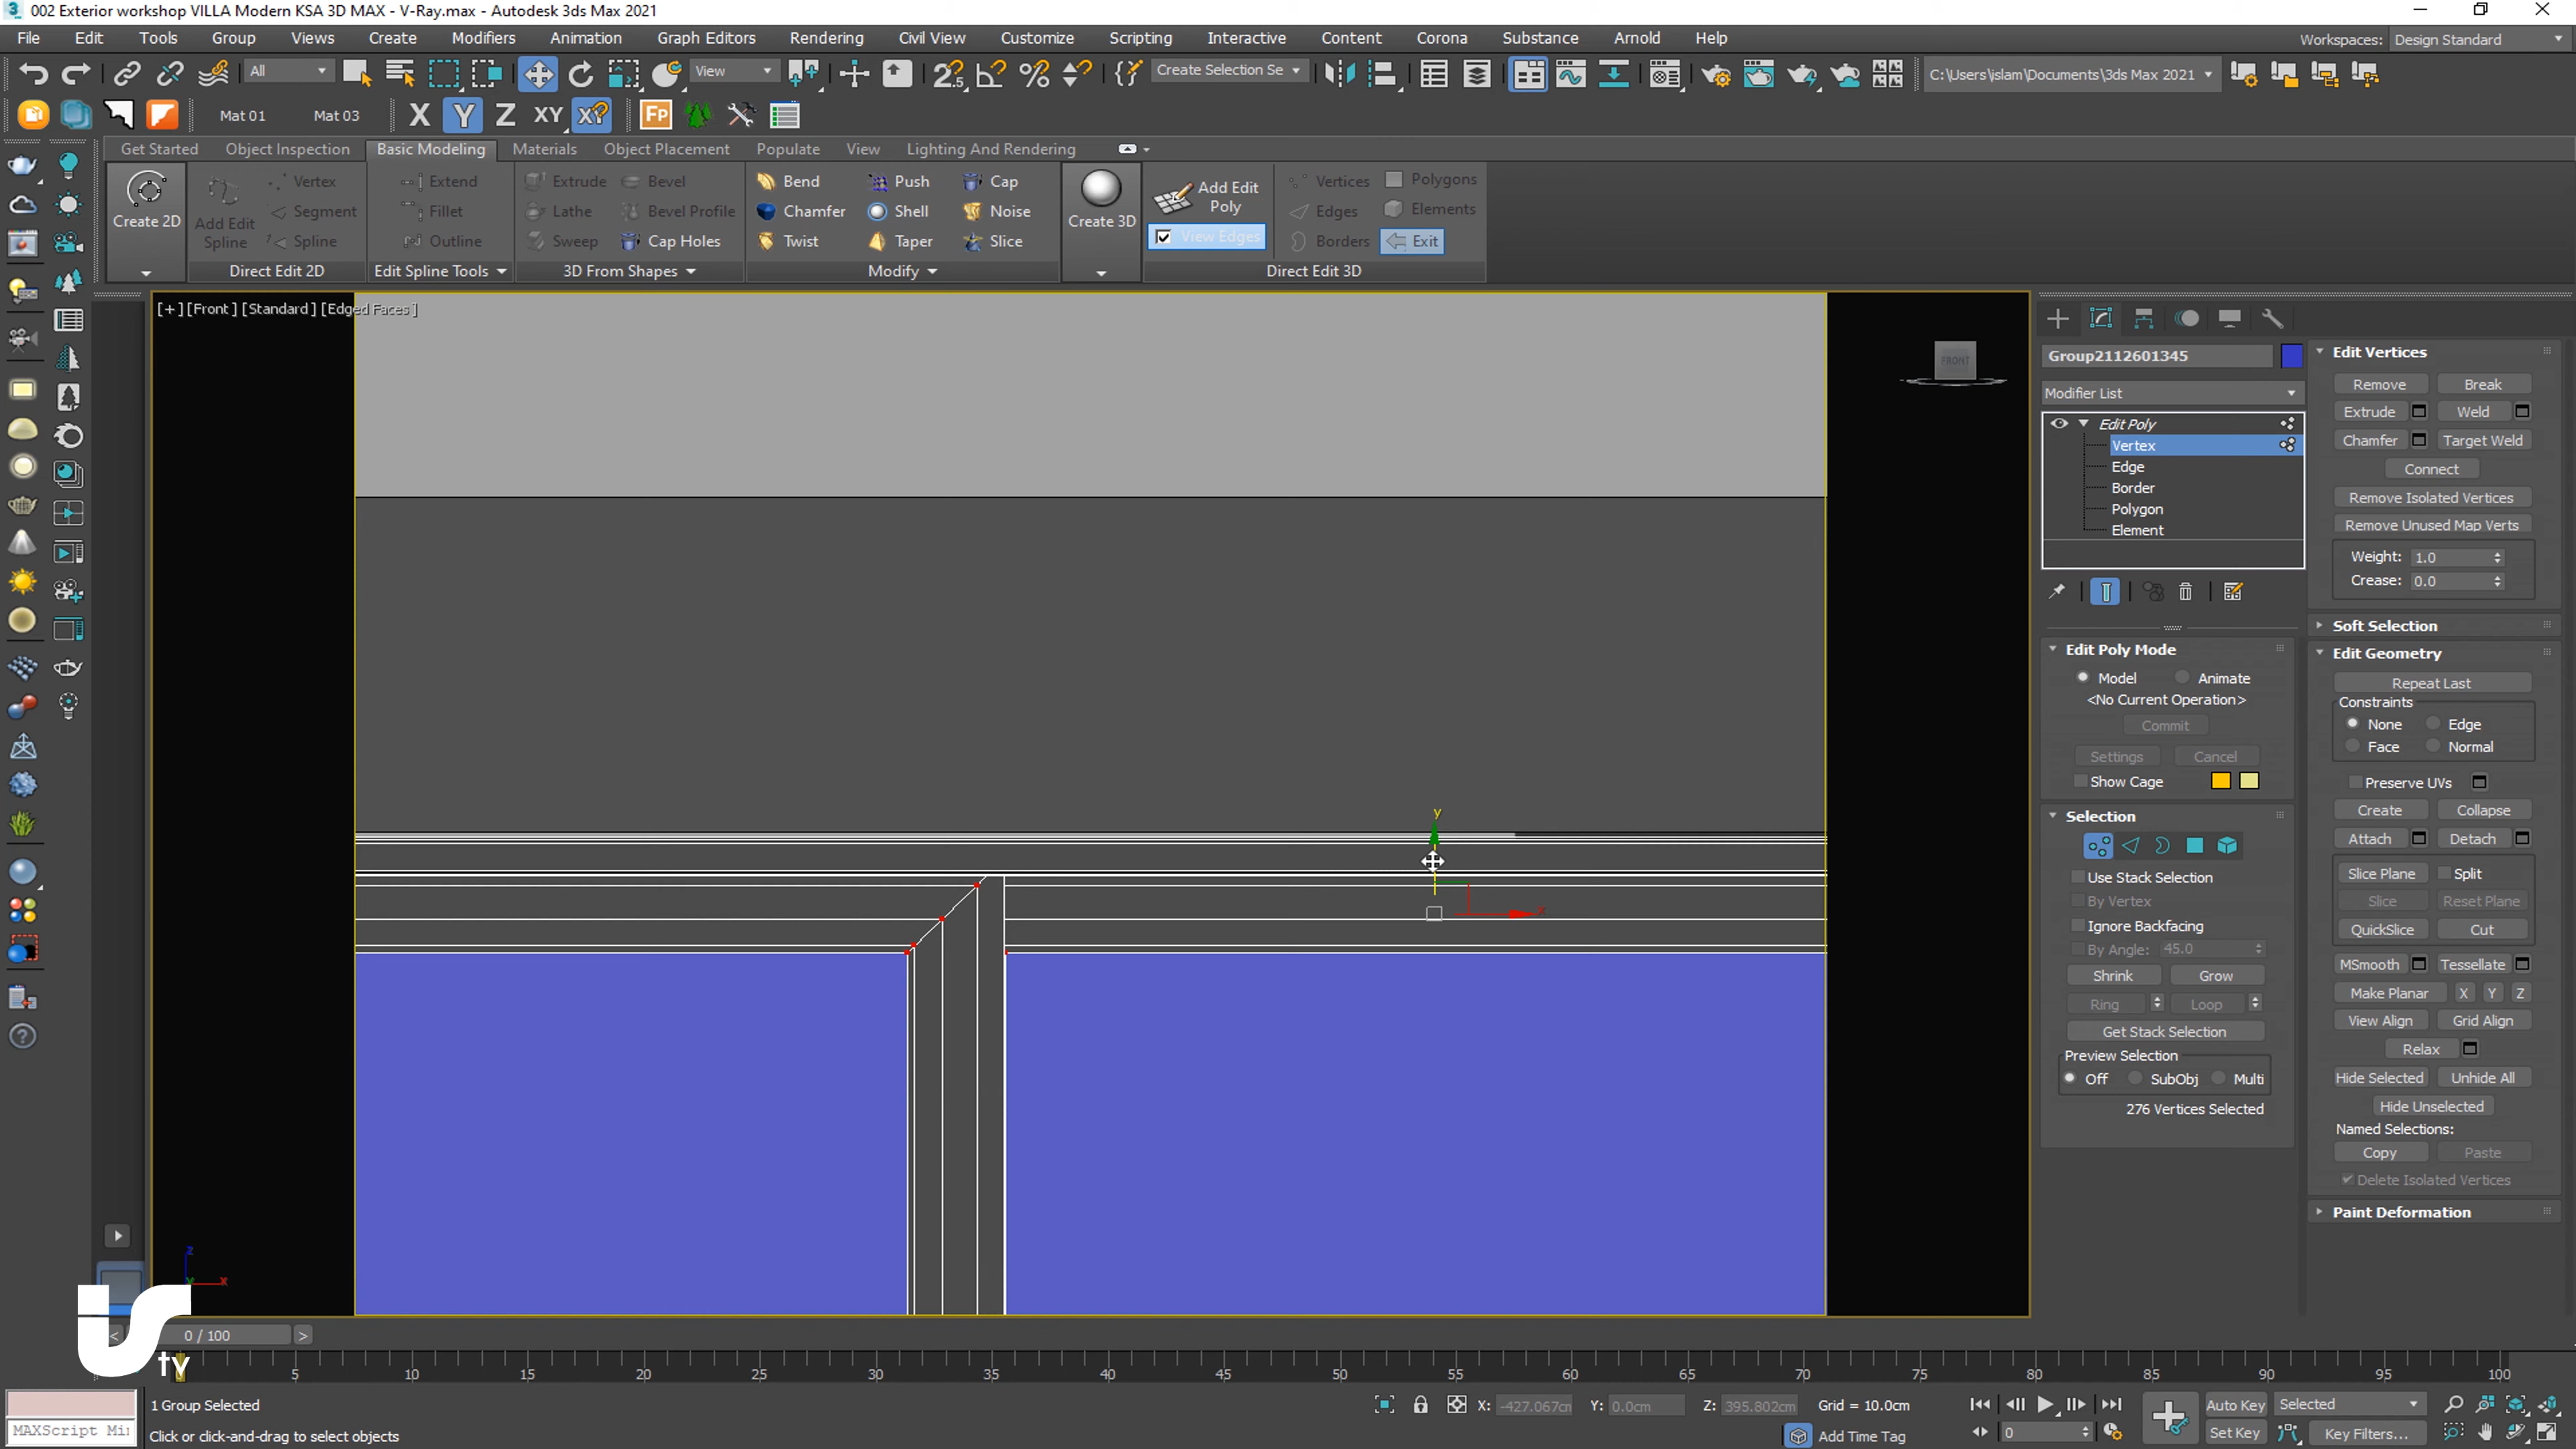 002 Exterior workshop VILLA Modern KSA 3D MAX - V-Ray.max - Autodesk 3ds Max 2021
File Edit Tools Group Views Create Modifiers Animation Graph Editors Rendering Civil View Customize Scripting Interactive Content Corona Substance Arnold Help Workspaces: Design Standard
All View Create Selection Se C:\Users\islam\Documents\3ds Max 2021
Mat 01 Mat 03 X Y Z XY XY Fp
Get Started Object Inspection Basic Modeling Materials Object Placement Populate View Lighting And Rendering
Create 2D
Add Edit Spline
Vertex
Segment
Spline
Direct Edit 2D
Extend
Fillet
Outline
Edit Spline Tools
Extrude Bevel
Lathe Bevel Profile
Sweep Cap Holes
3D From Shapes
Bend Push Cap
Chamfer Shell Noise
Twist Taper Slice
Modify
Create 3D
Add Edit Poly
View Edges
Vertices Polygons
Edges Elements
Borders Exit
Direct Edit 3D
[+] [Front] [Standard] [Edged Faces]
FRONT
y
x
z
x
Group2112601345
Modifier List
Edit Poly
Vertex
Edge
Border
Polygon
Element
Edit Poly Mode
Model Animate
<No Current Operation>
Commit
Settings Cancel
Show Cage
Selection
Use Stack Selection
By Vertex
Ignore Backfacing
By Angle: 45.0
Shrink Grow
Ring Loop
Get Stack Selection
Preview Selection
Off SubObj Multi
276 Vertices Selected
Edit Vertices
Remove Break
Extrude Weld
Chamfer Target Weld
Connect
Remove Isolated Vertices
Remove Unused Map Verts
Weight: 1.0
Crease: 0.0
Soft Selection
Edit Geometry
Repeat Last
Constraints
None Edge
Face Normal
Preserve UVs
Create Collapse
Attach Detach
Slice Plane Split
Slice Reset Plane
QuickSlice Cut
MSmooth Tessellate
Make Planar X Y Z
View Align Grid Align
Relax
Hide Selected Unhide All
Hide Unselected
Named Selections:
Copy Paste
Delete Isolated Vertices
Paint Deformation
tv
< 0 / 100 >
5 10 15 20 25 30 35 40 45 50 55 60 65 70 75 80 85 90 95 100
1 Group Selected
X: -427.067cm Y: 0.0cm Z: 395.802cm Grid = 10.0cm
Auto Key Selected
MAXScript Mi
Click or click-and-drag to select objects
Add Time Tag
0
Set Key Key Filters...